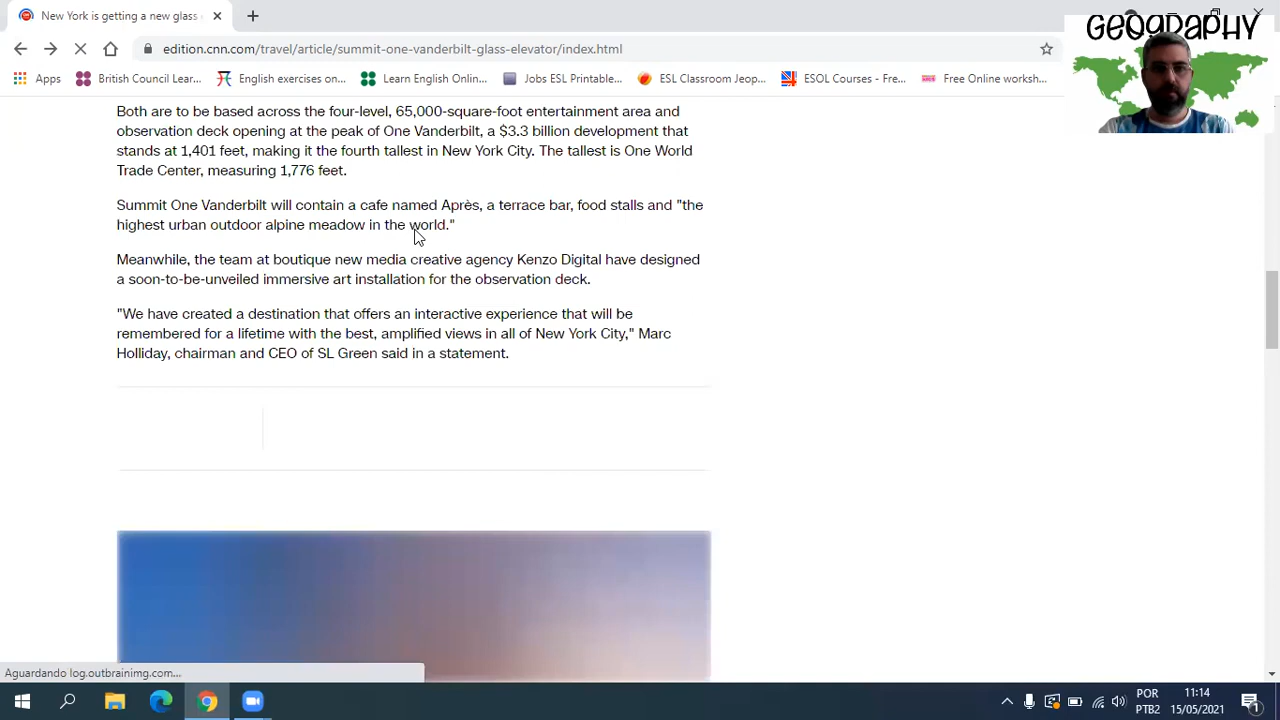 New York is getting a new glass
GEOGRAPHY
edition.cnn.com/travel/article/summit-one-vanderbilt-glass-elevator/index.html
Apps
British Council Lear...
English exercises on...
Learn English Onlin...
Jobs ESL Printable...
ESL Classroom Jeop...
ESOL Courses - Fre...
Free Online worksh...
Both are to be based across the four-level, 65,000-square-foot entertainment area and
observation deck opening at the peak of One Vanderbilt, a $3.3 billion development that
stands at 1,401 feet, making it the fourth tallest in New York City. The tallest is One World
Trade Center, measuring 1,776 feet.
Summit One Vanderbilt will contain a cafe named Après, a terrace bar, food stalls and "the
highest urban outdoor alpine meadow in the world."
Meanwhile, the team at boutique new media creative agency Kenzo Digital have designed
a soon-to-be-unveiled immersive art installation for the observation deck.
"We have created a destination that offers an interactive experience that will be
remembered for a lifetime with the best, amplified views in all of New York City," Marc
Holliday, chairman and CEO of SL Green said in a statement.
Aguardando log.outbrainimg.com...
POR
PTB2
11:14
15/05/2021
1